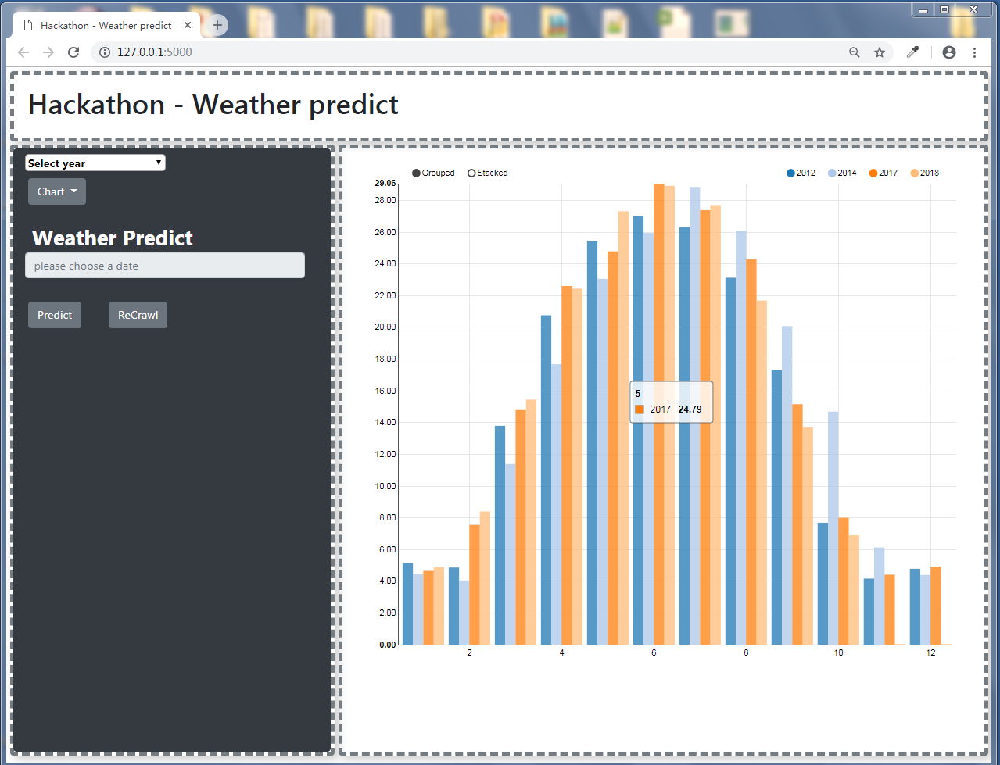 Hackathon - Weather predict
127.0.0.1:5000
Hackathon - Weather predict
Select year
Chart
Weather Predict
please choose a date
Predict ReCrawl
Grouped Stacked 2012 2014 2017 2018
29.06
28.00
26.00
24.00
22.00
20.00
18.00
16.00
5
2017 24.79
14.00
12.00
10.00
8.00
6.00
4.00
2.00
0.00
2 4 6 8 10 12